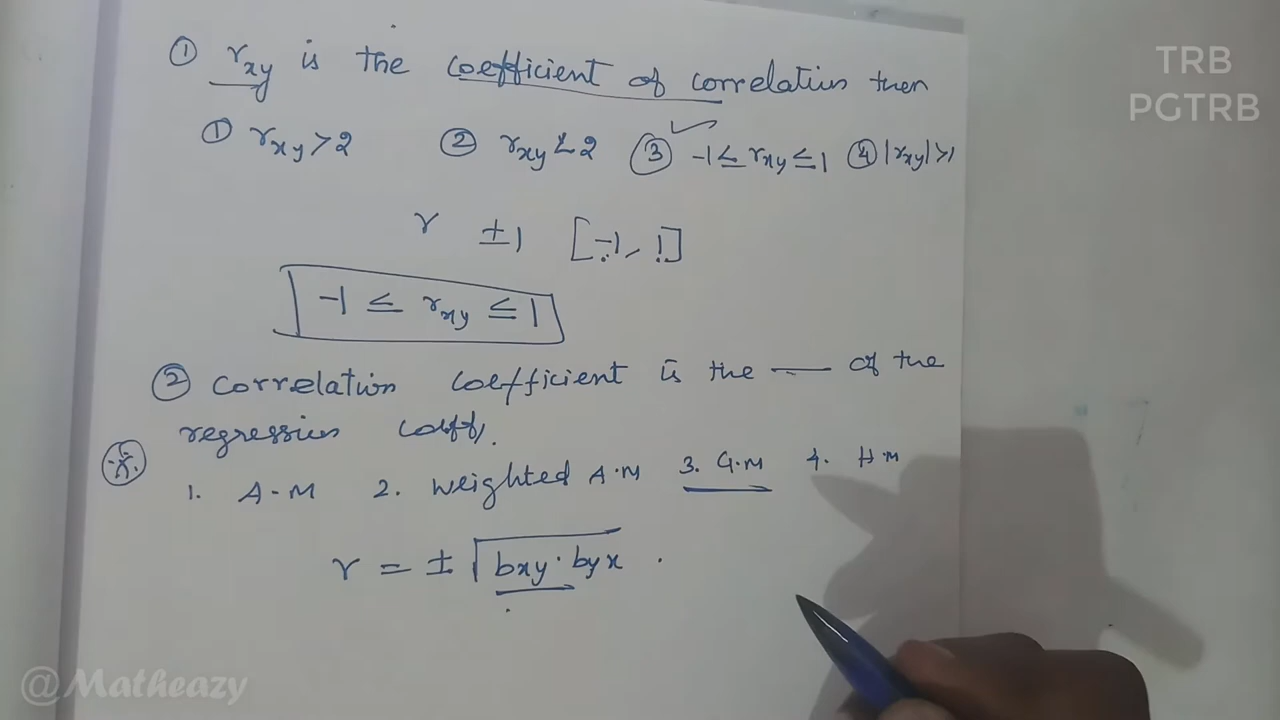 ① rxy is the coefficient of correlation then
① rxy > 2 ② rxy < 2 ③ -1 ≤ rxy ≤ 1 ④ |rxy| > 1
r ±1 [-1, 1]
-1 ≤ rxy ≤ 1
② Correlation coefficient is the — of the
regression coeff.
1. A.M 2. Weighted A.M 3. G.M 4. H.M
r = ± √bxy . byx
TRB
PGTRB
@Matheazy